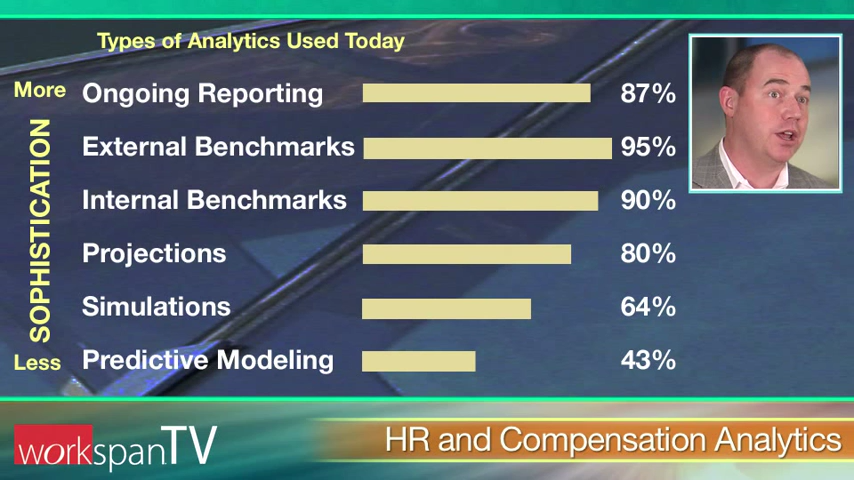 Types of Analytics Used Today
More
SOPHISTICATION
Less
Ongoing Reporting 87%
External Benchmarks 95%
Internal Benchmarks 90%
Projections 80%
Simulations 64%
Predictive Modeling 43%
workspanTV
HR and Compensation Analytics